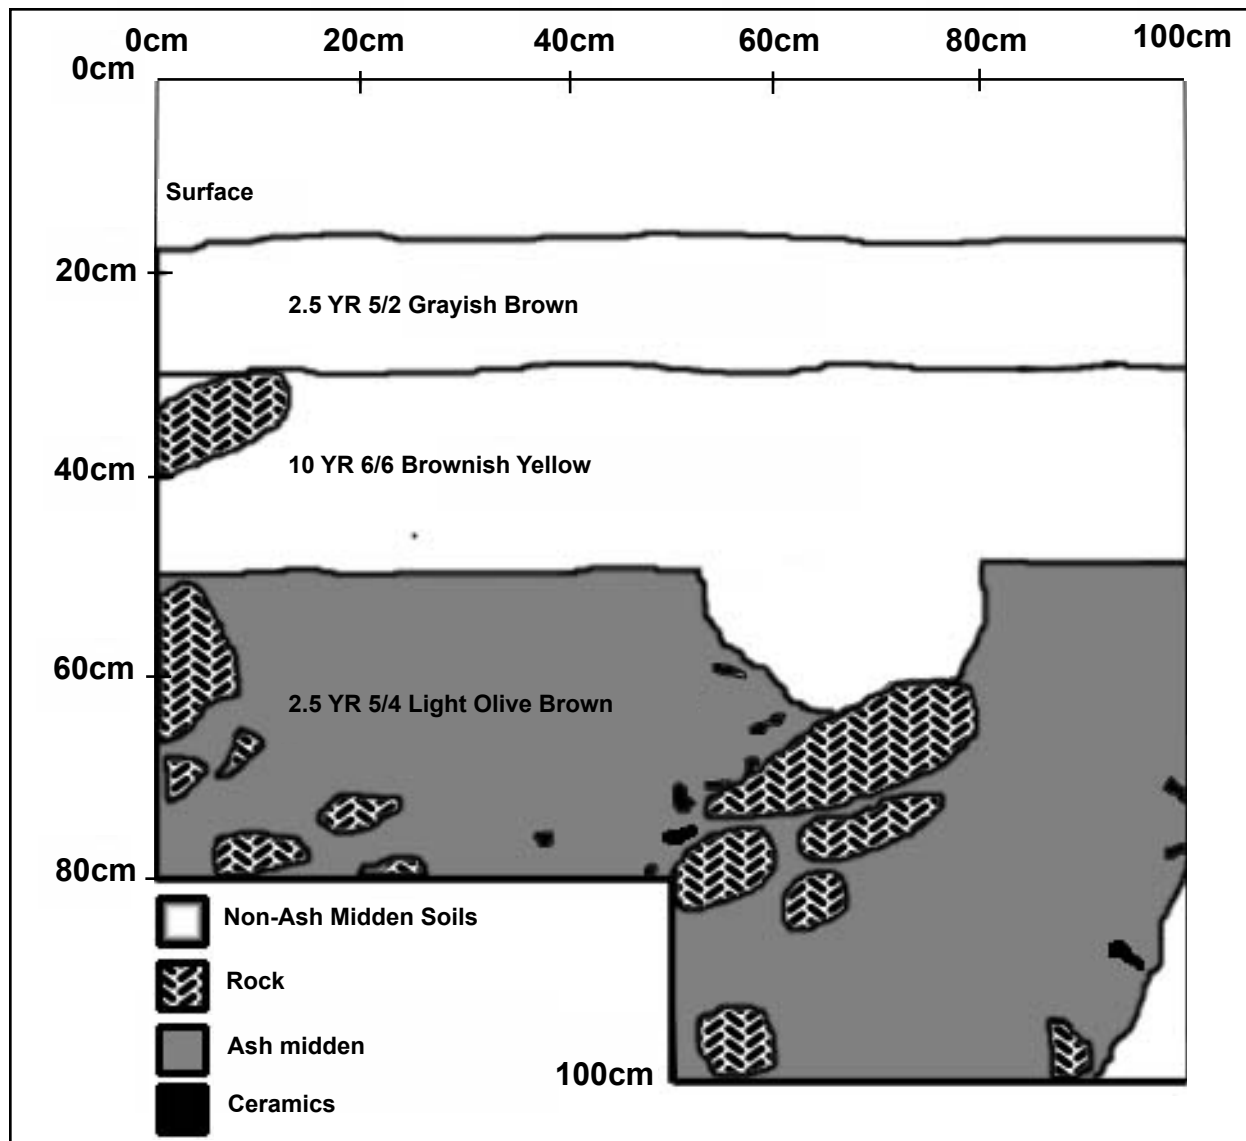 0cm 20cm 40cm 60cm 80cm 100cm
0cm
Surface
20cm
2.5 YR 5/2 Grayish Brown
40cm
10 YR 6/6 Brownish Yellow
60cm
2.5 YR 5/4 Light Olive Brown
80cm
Non-Ash Midden Soils
Rock
Ash midden
100cm
Ceramics